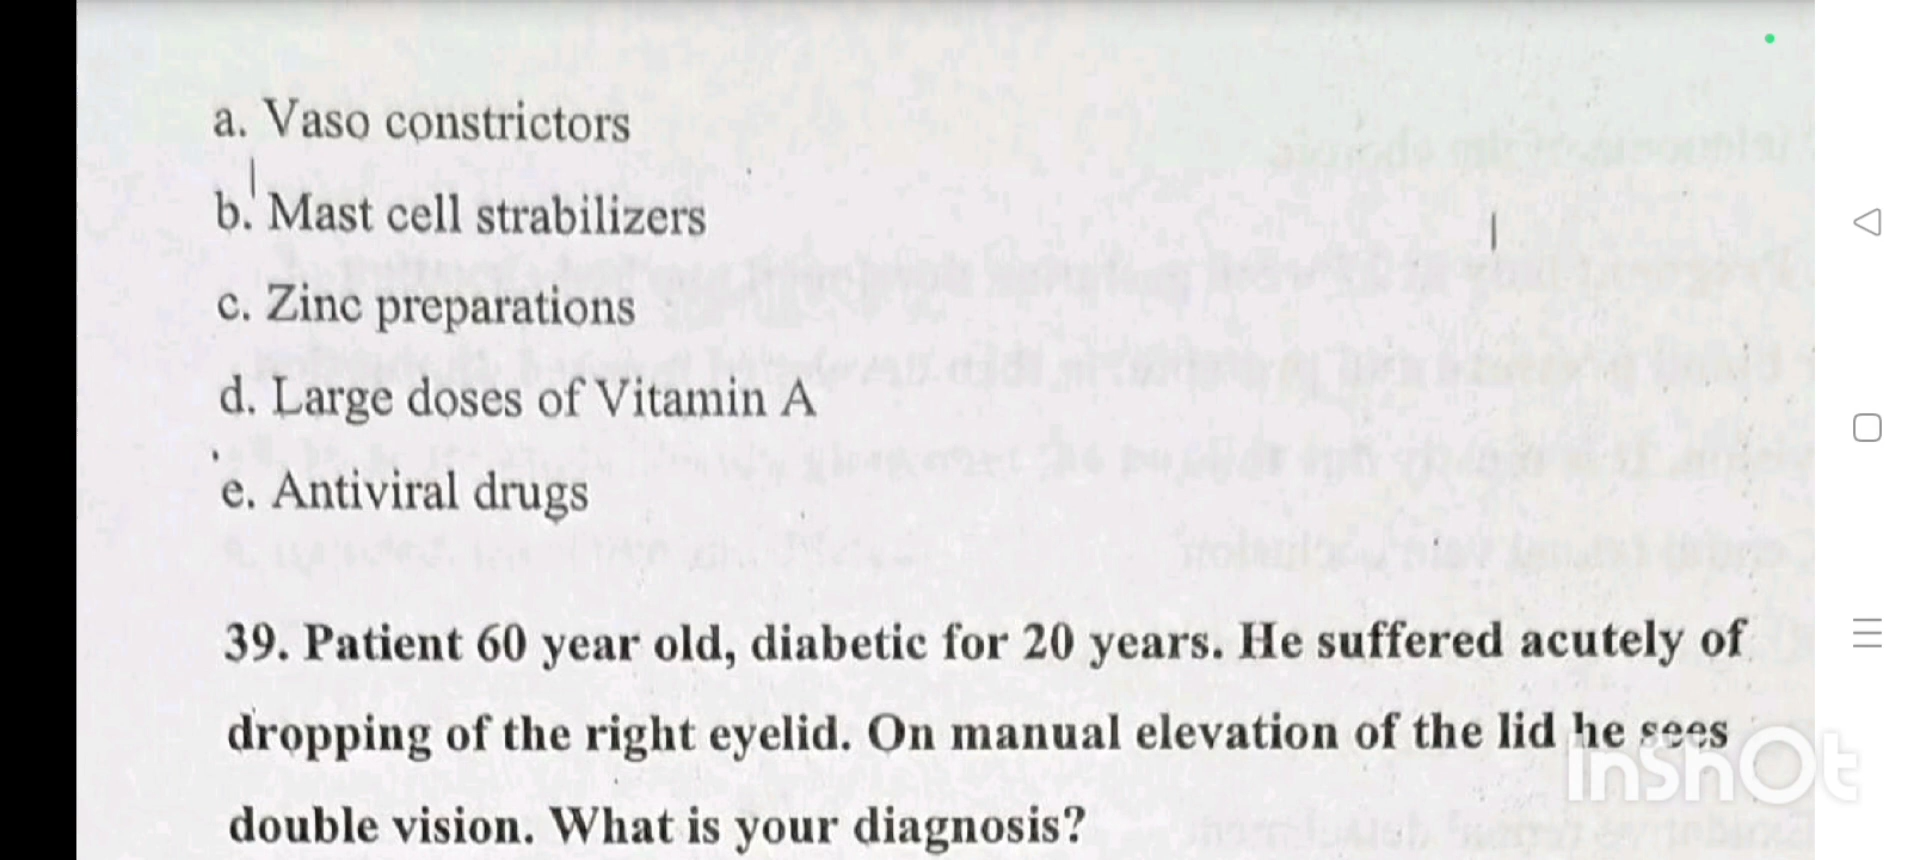 a. Vaso constrictors
b. Mast cell strabilizers
c. Zinc preparations
d. Large doses of Vitamin A
e. Antiviral drugs
39. Patient 60 year old, diabetic for 20 years. He suffered acutely of
dropping of the right eyelid. On manual elevation of the lid he sees
double vision. What is your diagnosis?
InShOt